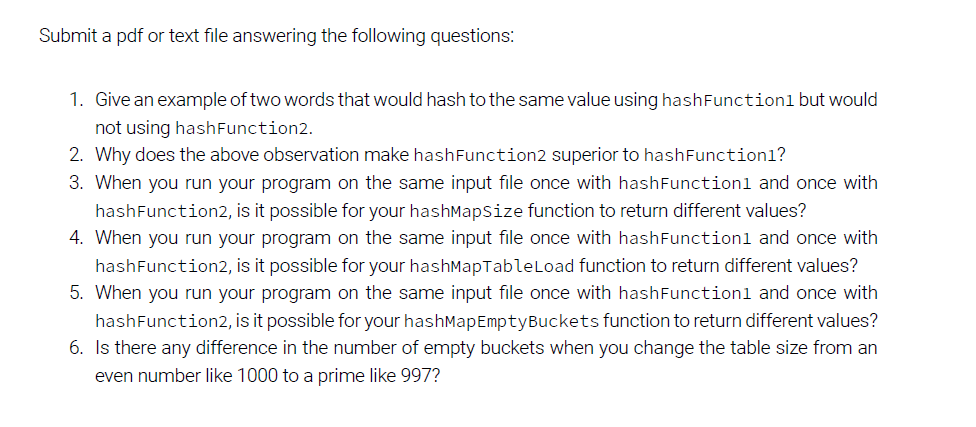 Submit a pdf or text file answering the following questions:
1. Give an example of two words that would hash to the same value using hashFunction1 but would
not using hashFunction2.
2. Why does the above observation make hashFunction2 superior to hashFunction1?
3. When you run your program on the same input file once with hashFunction1 and once with
hashFunction2, is it possible for your hashMapSize function to return different values?
4. When you run your program on the same input file once with hashFunction1 and once with
hashFunction2, is it possible for your hashMapTableLoad function to return different values?
5. When you run your program on the same input file once with hashFunction1 and once with
hashFunction2, is it possible for your hashMapEmptyBuckets function to return different values?
6. Is there any difference in the number of empty buckets when you change the table size from an
even number like 1000 to a prime like 997?